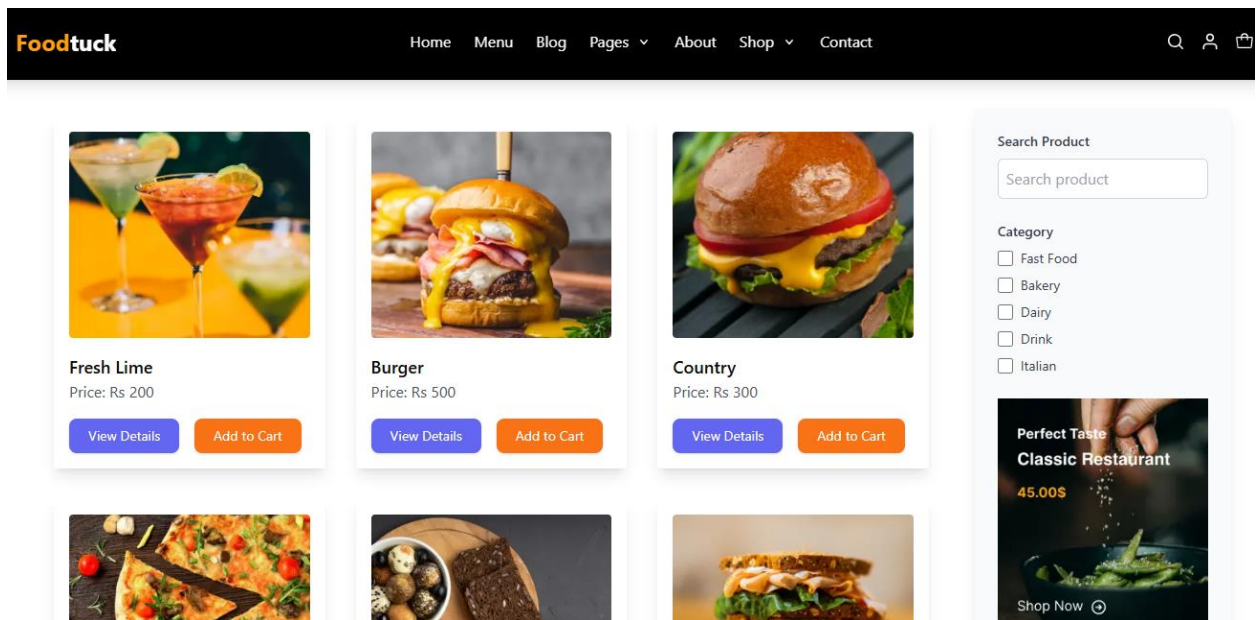 Foodtuck
Home Menu Blog Pages About Shop Contact
Fresh Lime
Price: Rs 200
View Details Add to Cart
Burger
Price: Rs 500
View Details Add to Cart
Country
Price: Rs 300
View Details Add to Cart
Search Product
Search product
Category
Fast Food
Bakery
Dairy
Drink
Italian
Perfect Taste
Classic Restaurant
45.00$
Shop Now